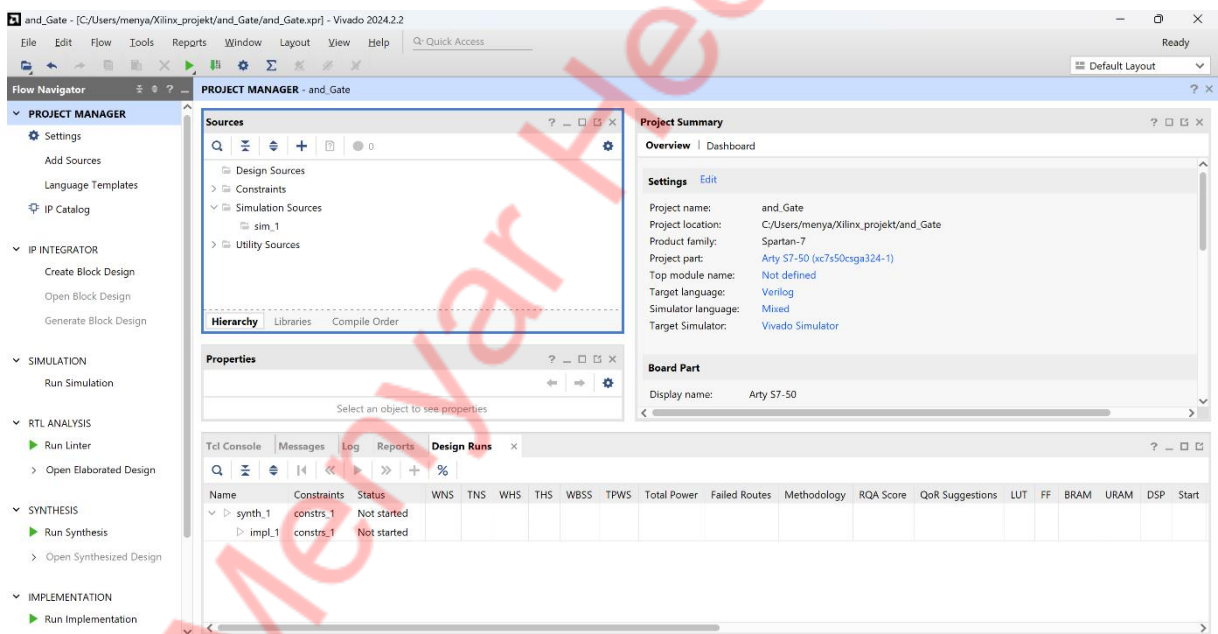 and_Gate - [C:/Users/menya/Xilinx_projekt/and_Gate/and_Gate.xpr] - Vivado 2024.2.2
File Edit Flow Tools Reports Window Layout View Help Quick Access Ready
Default Layout
Flow Navigator
PROJECT MANAGER - and_Gate
PROJECT MANAGER
Settings
Add Sources
Language Templates
IP Catalog
IP INTEGRATOR
Create Block Design
Open Block Design
Generate Block Design
SIMULATION
Run Simulation
RTL ANALYSIS
Run Linter
Open Elaborated Design
SYNTHESIS
Run Synthesis
Open Synthesized Design
IMPLEMENTATION
Run Implementation
Sources
0
Design Sources
Constraints
Simulation Sources
sim_1
Utility Sources
Hierarchy Libraries Compile Order
Properties
Select an object to see properties
Project Summary
Overview | Dashboard
Settings Edit
Project name: and_Gate
Project location: C:/Users/menya/Xilinx_projekt/and_Gate
Product family: Spartan-7
Project part: Arty S7-50 (xc7s50csga324-1)
Top module name: Not defined
Target language: Verilog
Simulator language: Mixed
Target Simulator: Vivado Simulator
Board Part
Display name: Arty S7-50
Tcl Console Messages Log Reports Design Runs
Name Constraints Status WNS TNS WHS THS WBSS TPWS Total Power Failed Routes Methodology RQA Score QoR Suggestions LUT FF BRAM URAM DSP Start
synth_1 constrs_1 Not started
impl_1 constrs_1 Not started
Menyar He